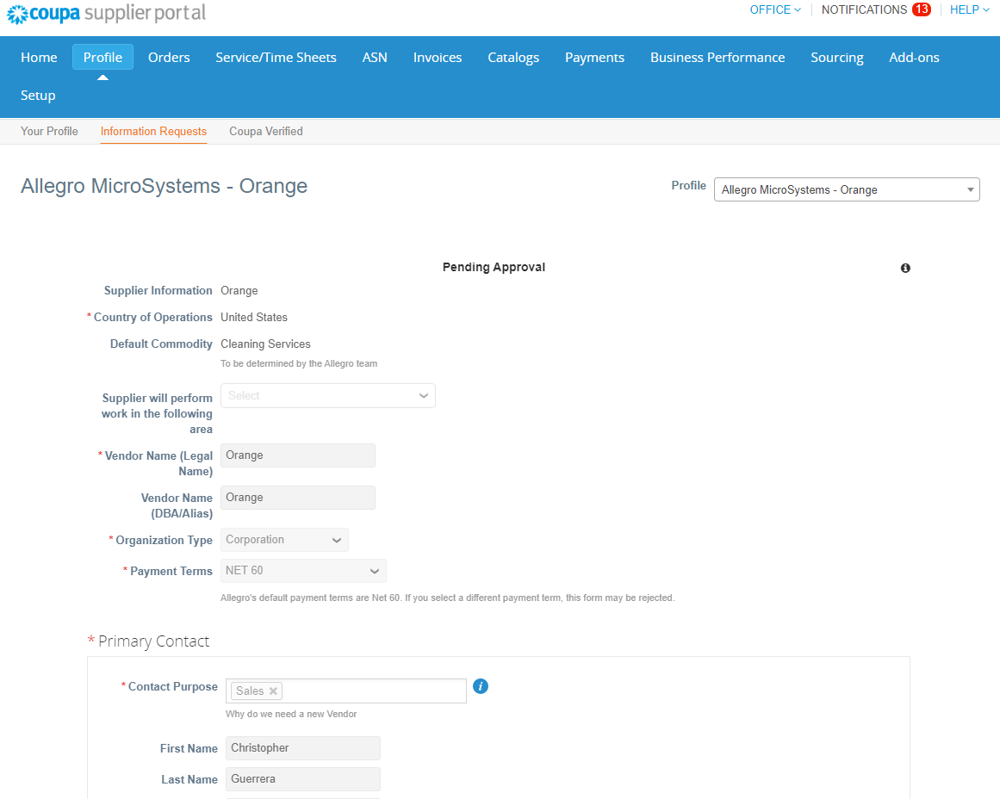 coupa supplier portal
OFFICE NOTIFICATIONS 13 HELP
Home Profile Orders Service/Time Sheets ASN Invoices Catalogs Payments Business Performance Sourcing Add-ons
Setup
Your Profile Information Requests Coupa Verified
Allegro MicroSystems - Orange
Profile Allegro MicroSystems - Orange
Pending Approval
Supplier Information Orange
* Country of Operations United States
Default Commodity Cleaning Services
To be determined by the Allegro team
Supplier will perform
work in the following
area
Select
* Vendor Name (Legal
Name)
Orange
Vendor Name
(DBA/Alias)
Orange
* Organization Type Corporation
* Payment Terms NET 60
Allegro's default payment terms are Net 60. If you select a different payment term, this form may be rejected.
* Primary Contact
* Contact Purpose Sales
Why do we need a new Vendor
First Name Christopher
Last Name Guerrera